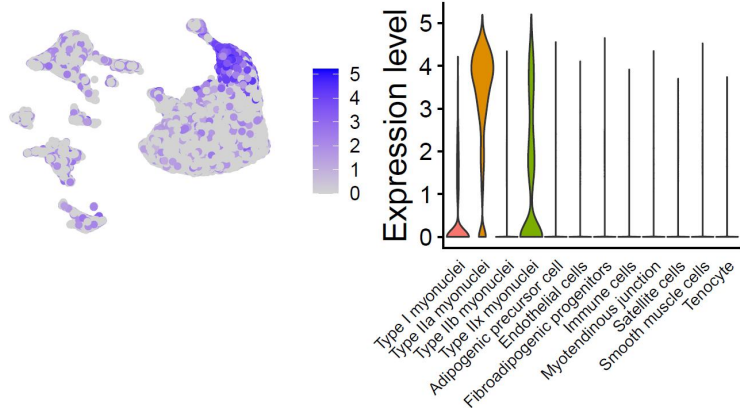 5
4
3
2
1
0
Expression level
5
4
3
2
1
0
Type I myonuclei
Type IIa myonuclei
Type IIb myonuclei
Type IIx myonuclei
Adipogenic precursor cell
Endothelial cells
Fibroadipogenic progenitors
Immune cells
Myotendinous junction
Satellite cells
Smooth muscle cells
Tenocyte